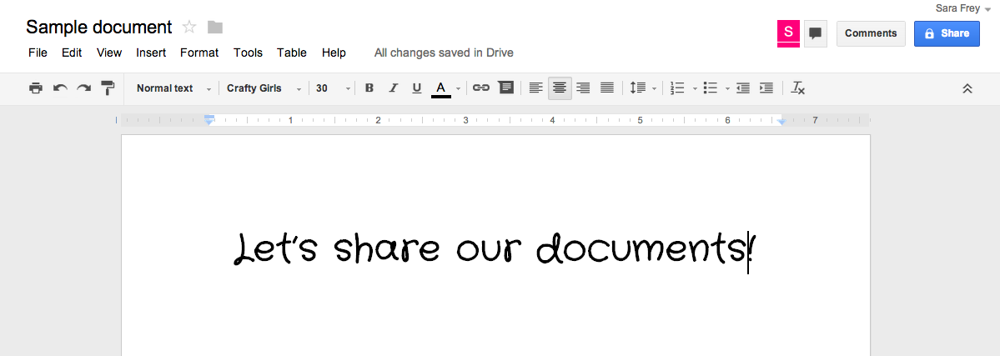 Sara Frey
Sample document
S
Comments
Share
File Edit View Insert Format Tools Table Help All changes saved in Drive
Normal text Crafty Girls 30 B I U A
1 2 3 4 5 6 7
Let's share our documents!